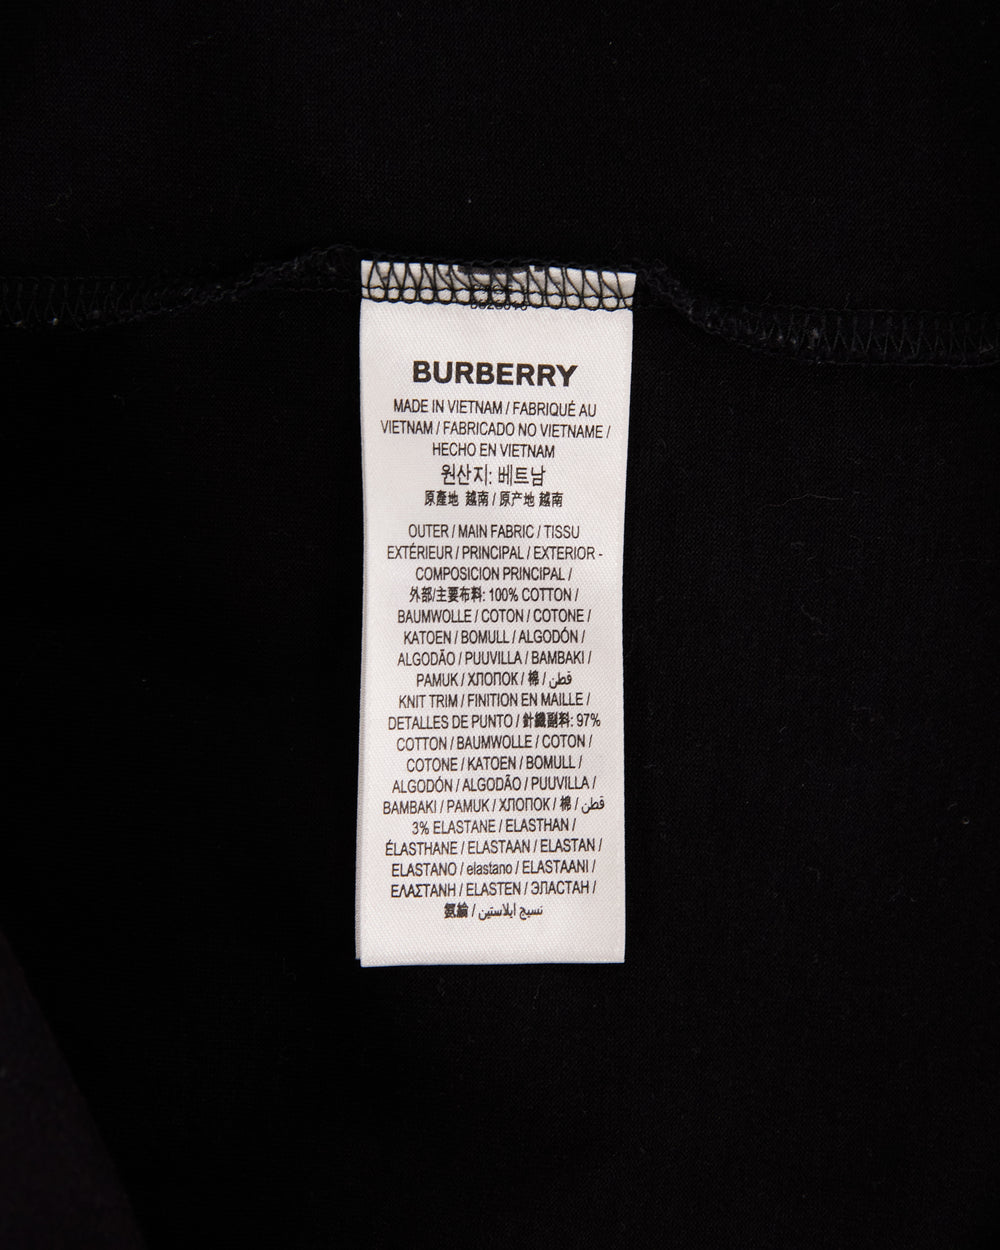 BURBERRY
MADE IN VIETNAM / FABRIQUÉ AU
VIETNAM / FABRICADO NO VIETNAME /
HECHO EN VIETNAM
원산지: 베트남
原產地 越南 / 原产地 越南
OUTER / MAIN FABRIC / TISSU
EXTÉRIEUR / PRINCIPAL / EXTERIOR -
COMPOSICION PRINCIPAL /
外部/主要布料: 100% COTTON /
BAUMWOLLE / COTON / COTONE /
KATOEN / BOMULL / ALGODÓN /
ALGODÃO / PUUVILLA / BAMBAKI /
PAMUK / ХЛОПОК / 棉 / قطن
KNIT TRIM / FINITION EN MAILLE /
DETALLES DE PUNTO / 針織副料: 97%
COTTON / BAUMWOLLE / COTON /
COTONE / KATOEN / BOMULL /
ALGODÓN / ALGODÃO / PUUVILLA /
BAMBAKI / PAMUK / ХЛОПОК / 棉 / قطن
3% ELASTANE / ELASTHAN /
ÉLASTHANE / ELASTAAN / ELASTAN /
ELASTANO / elastano / ELASTAANI /
ΕΛΑΣΤΑΝΗ / ELASTEN / ЭЛАСТАН /
氨綸 / نسيج ايلاستين